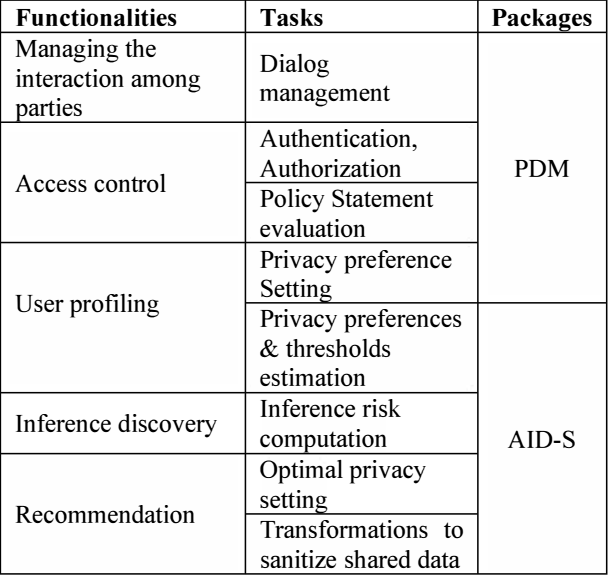 Functionalities Tasks Packages
Managing the
interaction among
parties
Dialog
management
PDM
Access control
Authentication,
Authorization
Policy Statement
evaluation
User profiling
Privacy preference
Setting
Privacy preferences
& thresholds
estimation
AID-S
Inference discovery
Inference risk
computation
Recommendation
Optimal privacy
setting
Transformations to
sanitize shared data